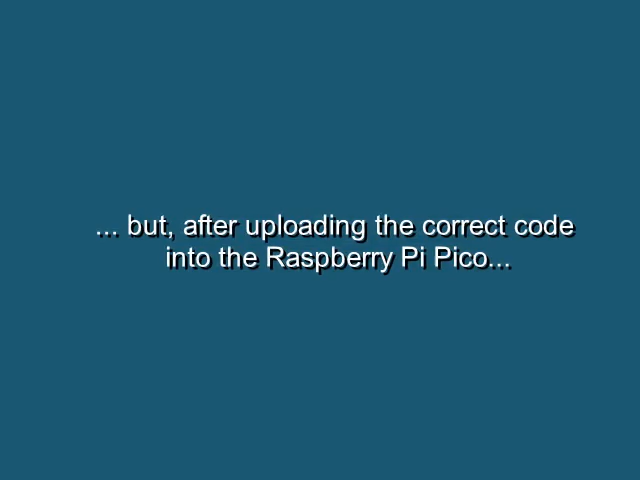 ... but, after uploading the correct code
into the Raspberry Pi Pico...